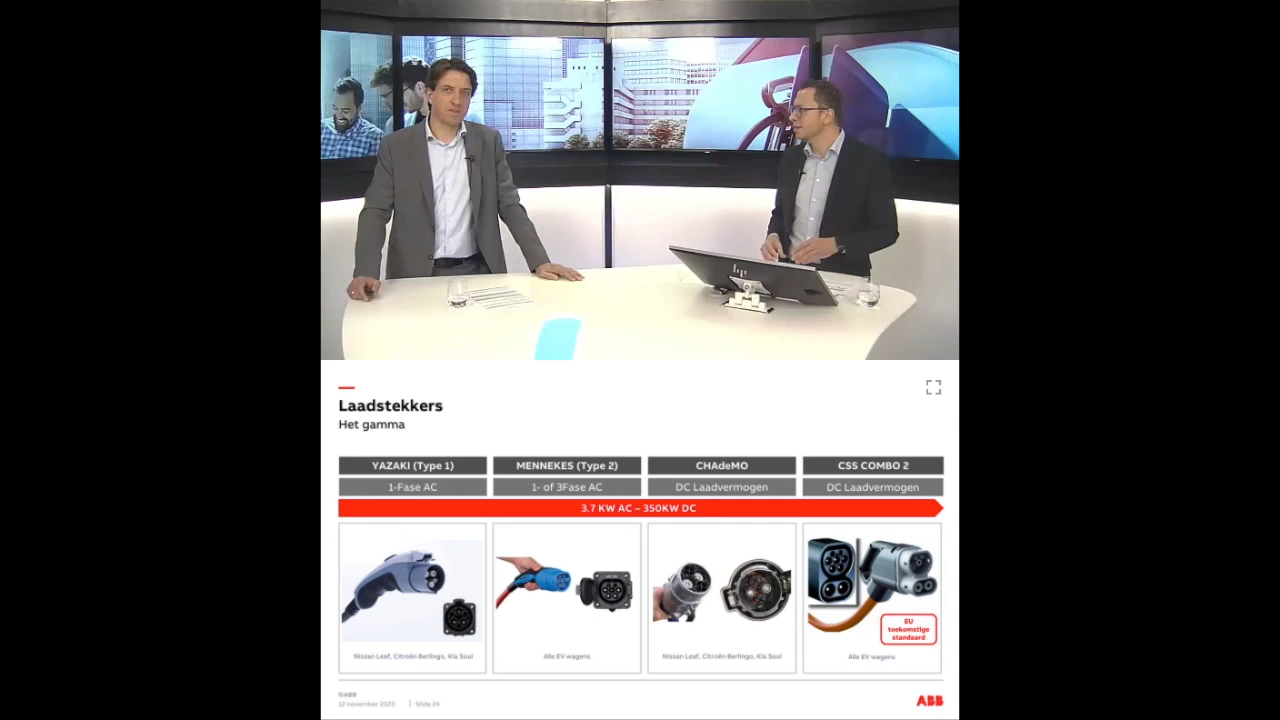 Laadstekkers
Het gamma
YAZAKI (Type 1)
MENNEKES (Type 2)
CHAdeMO
CSS COMBO 2
1-Fase AC
1- of 3Fase AC
DC Laadvermogen
DC Laadvermogen
3.7 KW AC – 350KW DC
EU
toekomstige
standaard
Nissan Leaf, Citroën Berlingo, Kia Soul
Alle EV wagens
Nissan Leaf, Citroën Berlingo, Kia Soul
Alle EV wagens
©ABB
12 november 2020 | Slide 24
ABB